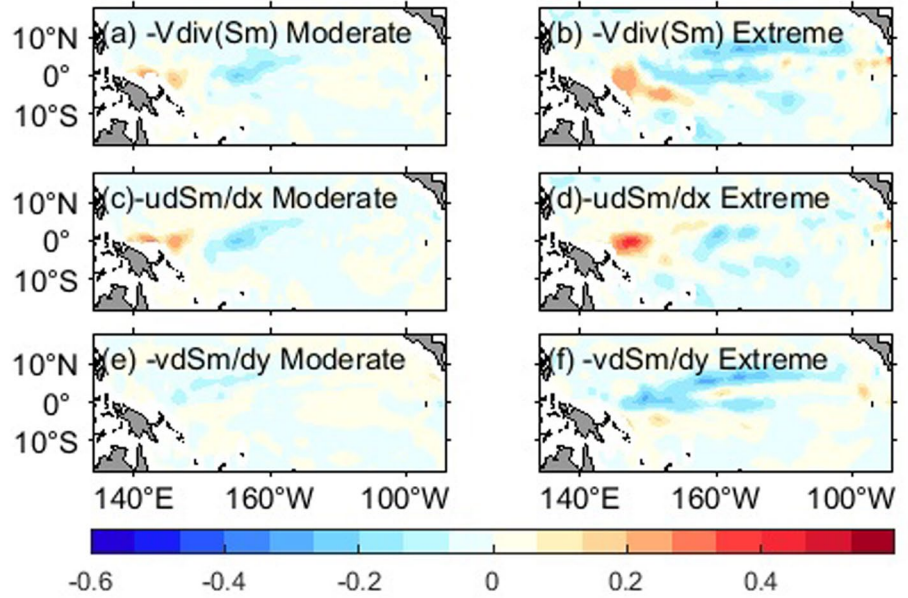 (a) -Vdiv(Sm) Moderate
(b) -Vdiv(Sm) Extreme
10°N
0°
10°S
(c)-udSm/dx Moderate
(d)-udSm/dx Extreme
10°N
0°
10°S
(e) -vdSm/dy Moderate
(f) -vdSm/dy Extreme
10°N
0°
10°S
140°E 160°W 100°W 140°E 160°W 100°W
-0.6 -0.4 -0.2 0 0.2 0.4